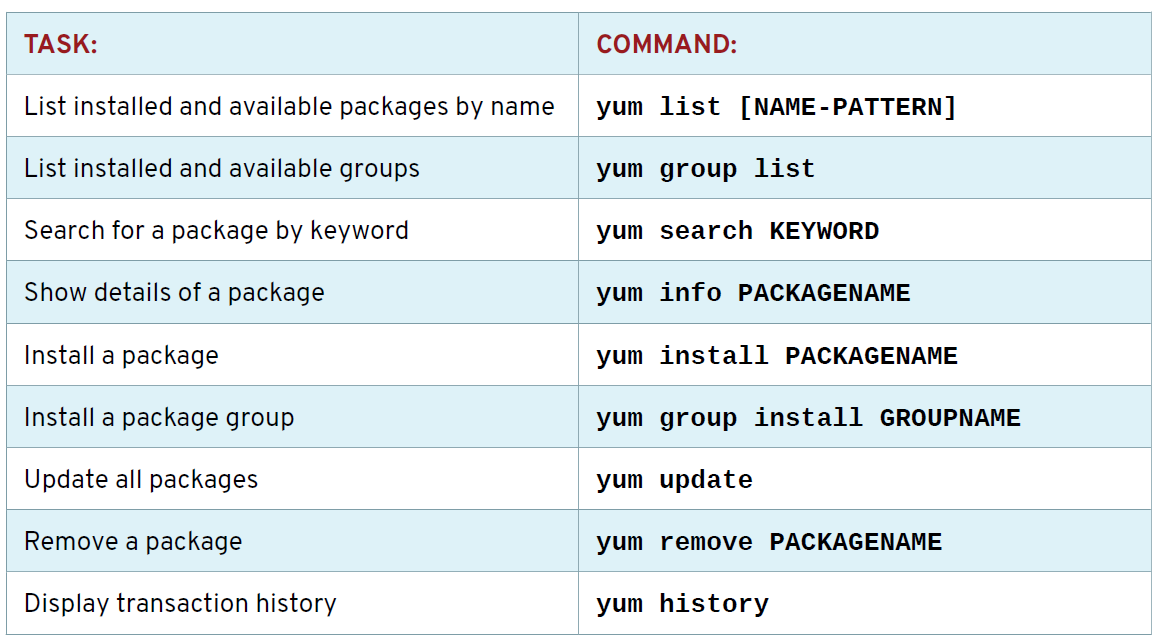 TASK: COMMAND:
List installed and available packages by name yum list [NAME-PATTERN]
List installed and available groups yum group list
Search for a package by keyword yum search KEYWORD
Show details of a package yum info PACKAGENAME
Install a package yum install PACKAGENAME
Install a package group yum group install GROUPNAME
Update all packages yum update
Remove a package yum remove PACKAGENAME
Display transaction history yum history